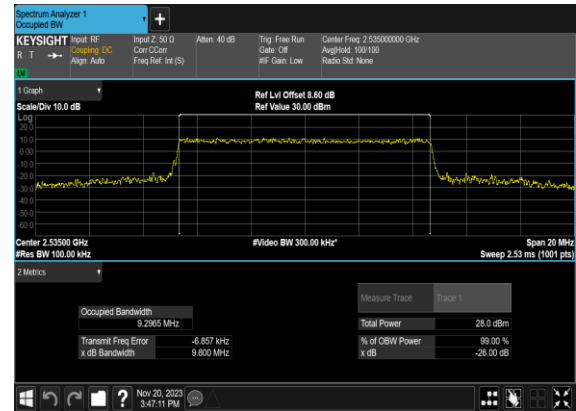 Spectrum Analyzer 1
Occupied BW
+
KEYSIGHT Input: RF Input Z: 50 Ω Atten: 40 dB Trig: Free Run Center Freq: 2.535000000 GHz
R T Coupling: DC Corr CCorr Gate: Off Avg|Hold: 100/100
Align: Auto Freq Ref: Int (S) #IF Gain: Low Radio Std: None
1 Graph Ref Lvl Offset 8.60 dB
Scale/Div 10.0 dB Ref Value 30.00 dBm
Log
20.0
10.0
0.00
-10.0
-20.0
-30.0
-40.0
-50.0
-60.0
Center 2.53500 GHz #Video BW 300.00 kHz* Span 20 MHz
#Res BW 100.00 kHz Sweep 2.53 ms (1001 pts)
2 Metrics
Measure Trace Trace 1
Occupied Bandwidth
9.2965 MHz Total Power 28.0 dBm
Transmit Freq Error -6.857 kHz % of OBW Power 99.00 %
x dB Bandwidth 9.800 MHz x dB -26.00 dB
? Nov 20, 2023
3:47:11 PM